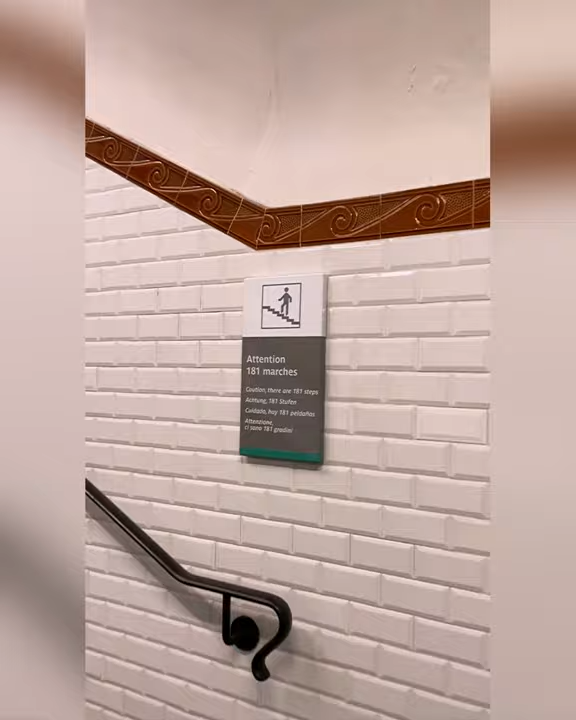 Attention
181 marches
Caution, there are 181 steps
Achtung, 181 Stufen
Cuidado, hay 181 peldaños
Attenzione,
ci sono 181 gradini